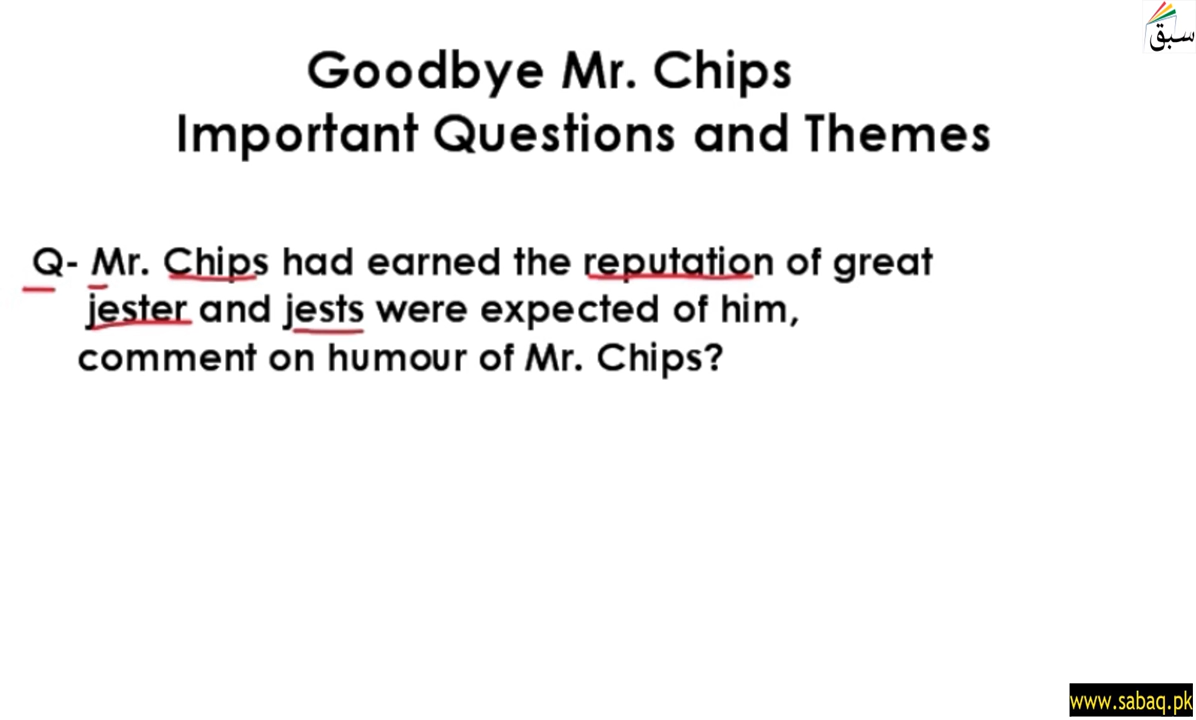 سبق
Goodbye Mr. Chips
Important Questions and Themes
Q- Mr. Chips had earned the reputation of great
jester and jests were expected of him,
comment on humour of Mr. Chips?
www.sabaq.pk